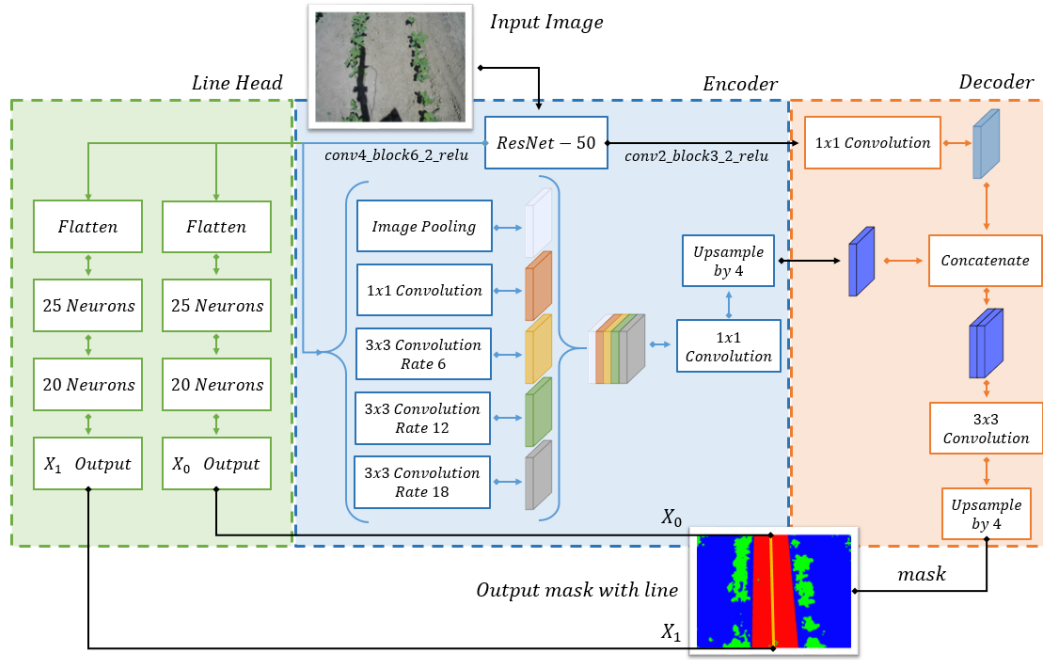 Input Image
Line Head
Encoder
Decoder
ResNet − 50
conv4_block6_2_relu
conv2_block3_2_relu
1x1 Convolution
Flatten
Flatten
Image Pooling
Upsample
by 4
Concatenate
25 Neurons
25 Neurons
1x1 Convolution
3x3 Convolution
Rate 6
1x1
Convolution
20 Neurons
20 Neurons
3x3 Convolution
Rate 12
3x3
Convolution
X₁ Output
X₀ Output
3x3 Convolution
Rate 18
Upsample
by 4
X₀
mask
Output mask with line
X₁